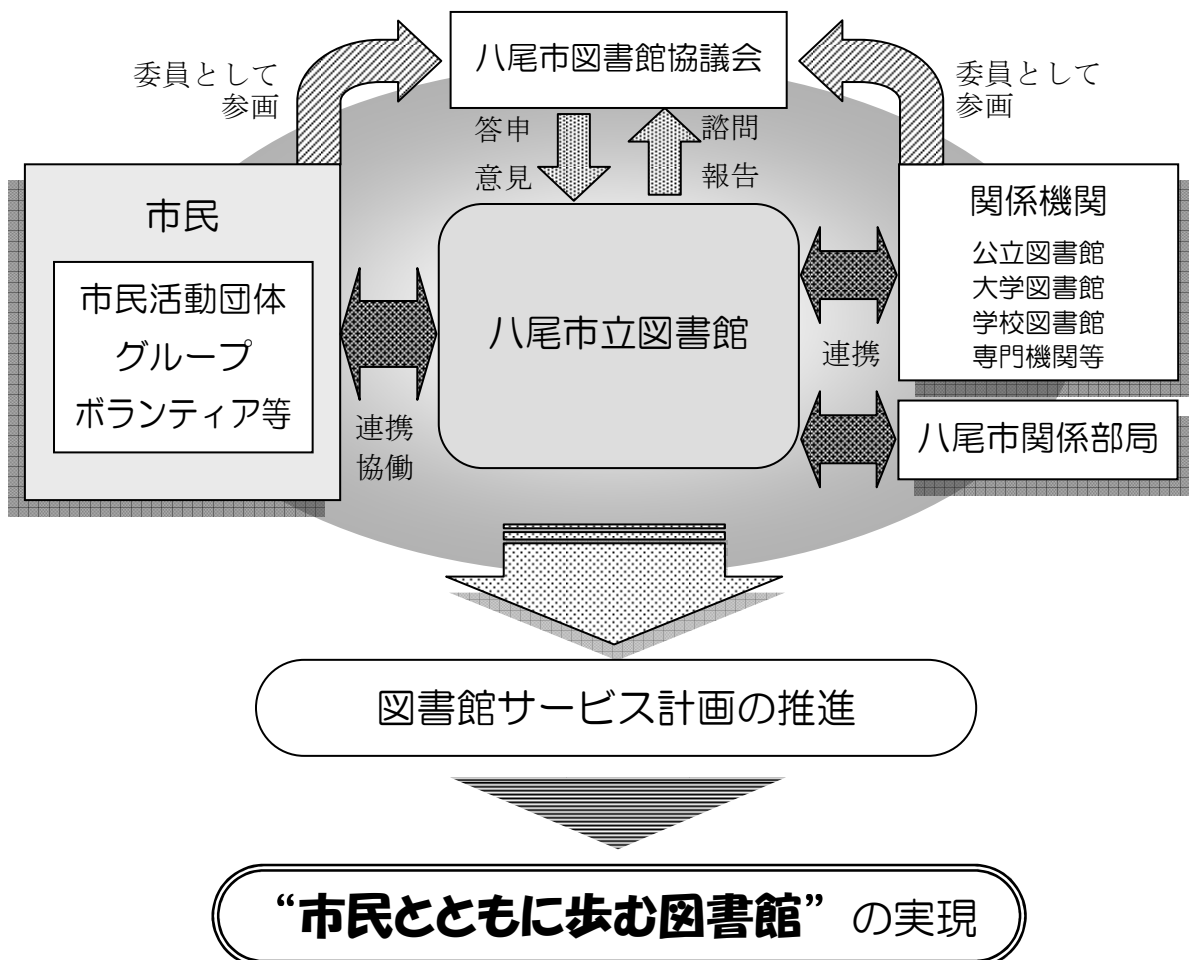 八尾市図書館協議会
委員として
参画
委員として
参画
答申
意見
諮問
報告
市民
市民活動団体
グループ
ボランティア等
連携
協働
八尾市立図書館
連携
関係機関
公立図書館
大学図書館
学校図書館
専門機関等
八尾市関係部局
図書館サービス計画の推進
“市民とともに歩む図書館”の実現